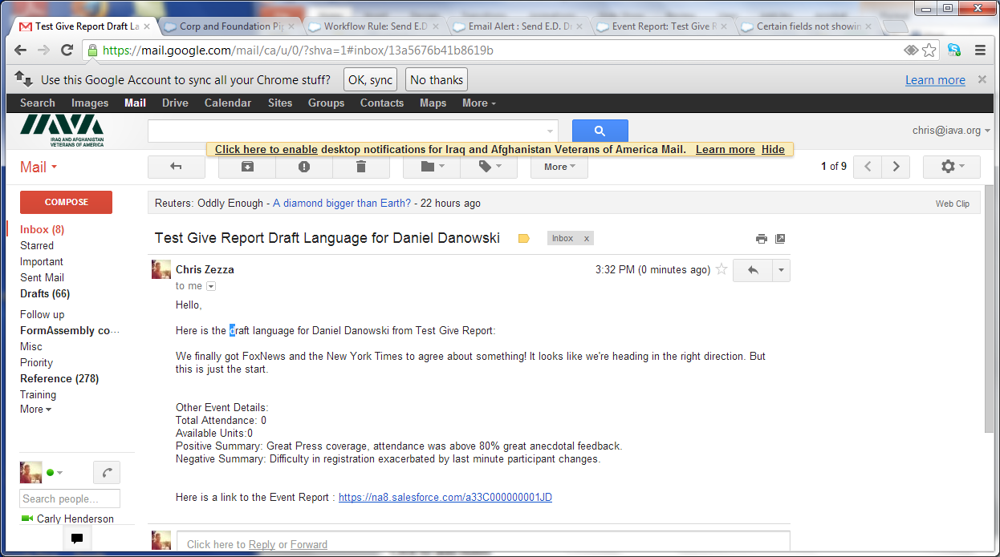 Test Give Report Draft La
Corp and Foundation Pip
Workflow Rule: Send E.D
Email Alert : Send E.D. D
Event Report: Test Give R
Certain fields not showin
https://mail.google.com/mail/ca/u/0/?shva=1#inbox/13a5676b41b8619b
Use this Google Account to sync all your Chrome stuff? OK, sync No thanks Learn more
Search Images Mail Drive Calendar Sites Groups Contacts Maps More
IAVA
IRAQ AND AFGHANISTAN
VETERANS OF AMERICA
chris@iava.org
Click here to enable desktop notifications for Iraq and Afghanistan Veterans of America Mail. Learn more Hide
Mail
More
1 of 9
COMPOSE
Inbox (8)
Starred
Important
Sent Mail
Drafts (66)
Follow up
FormAssembly co···
Misc
Priority
Reference (278)
Training
More
Search people...
Carly Henderson
Reuters: Oddly Enough - A diamond bigger than Earth? - 22 hours ago
Web Clip
Test Give Report Draft Language for Daniel Danowski
Inbox x
Chris Zezza
3:32 PM (0 minutes ago)
to me
Hello,
Here is the draft language for Daniel Danowski from Test Give Report:
We finally got FoxNews and the New York Times to agree about something! It looks like we're heading in the right direction. But
this is just the start.
Other Event Details:
Total Attendance: 0
Available Units:0
Positive Summary: Great Press coverage, attendance was above 80% great anecdotal feedback.
Negative Summary: Difficulty in registration exacerbated by last minute participant changes.
Here is a link to the Event Report : https://na8.salesforce.com/a33C000000001JD
Click here to Reply or Forward